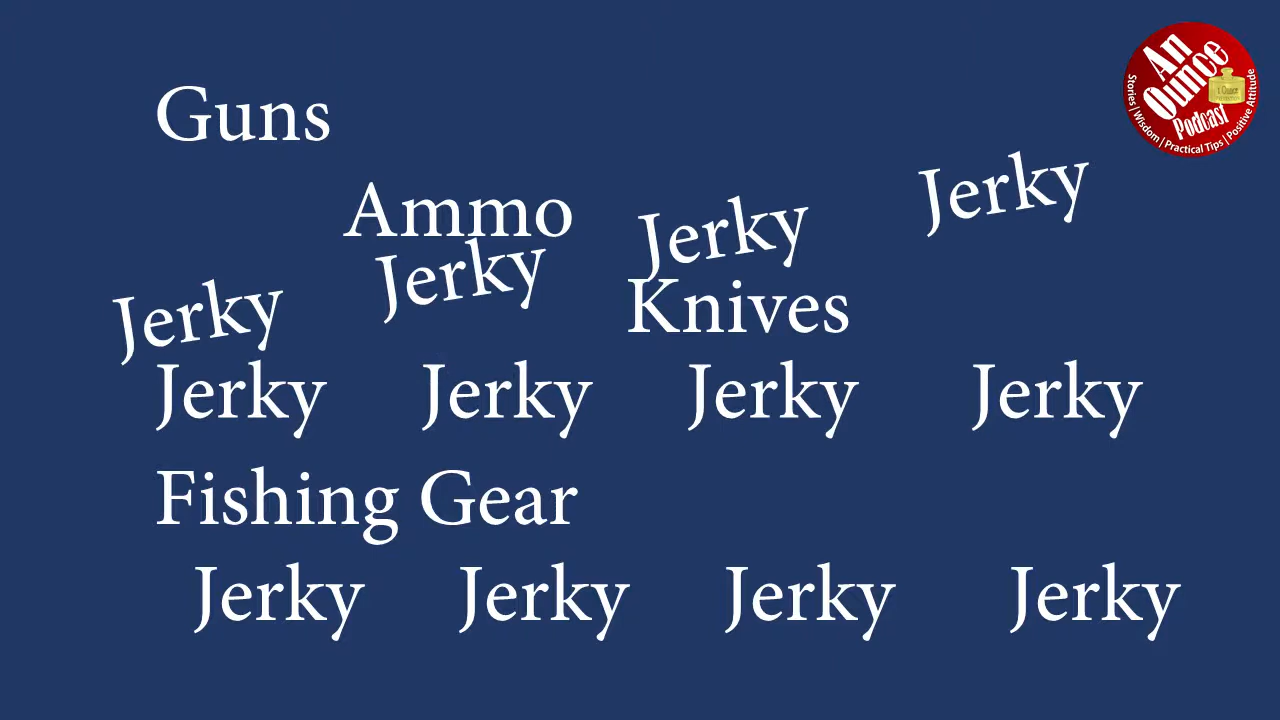 Guns
Ammo
Jerky Jerky Jerky Jerky
Knives
Jerky Jerky Jerky Jerky
Fishing Gear
Jerky Jerky Jerky Jerky
An
Ounce
Podcast
Stories | Wisdom | Practical Tips | Positive Attitude